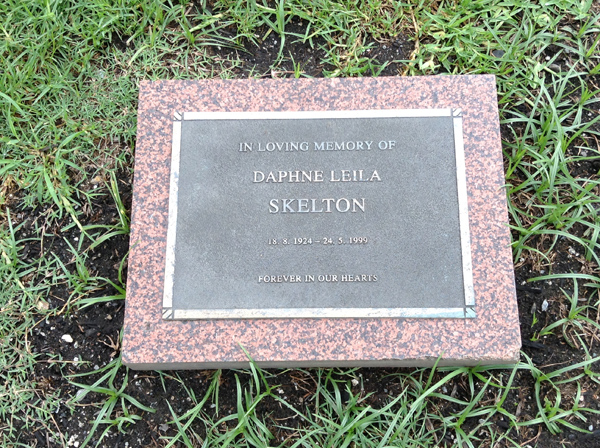 IN LOVING MEMORY OF
DAPHNE LEILA
SKELTON
18. 8. 1924 – 24. 5. 1999
FOREVER IN OUR HEARTS